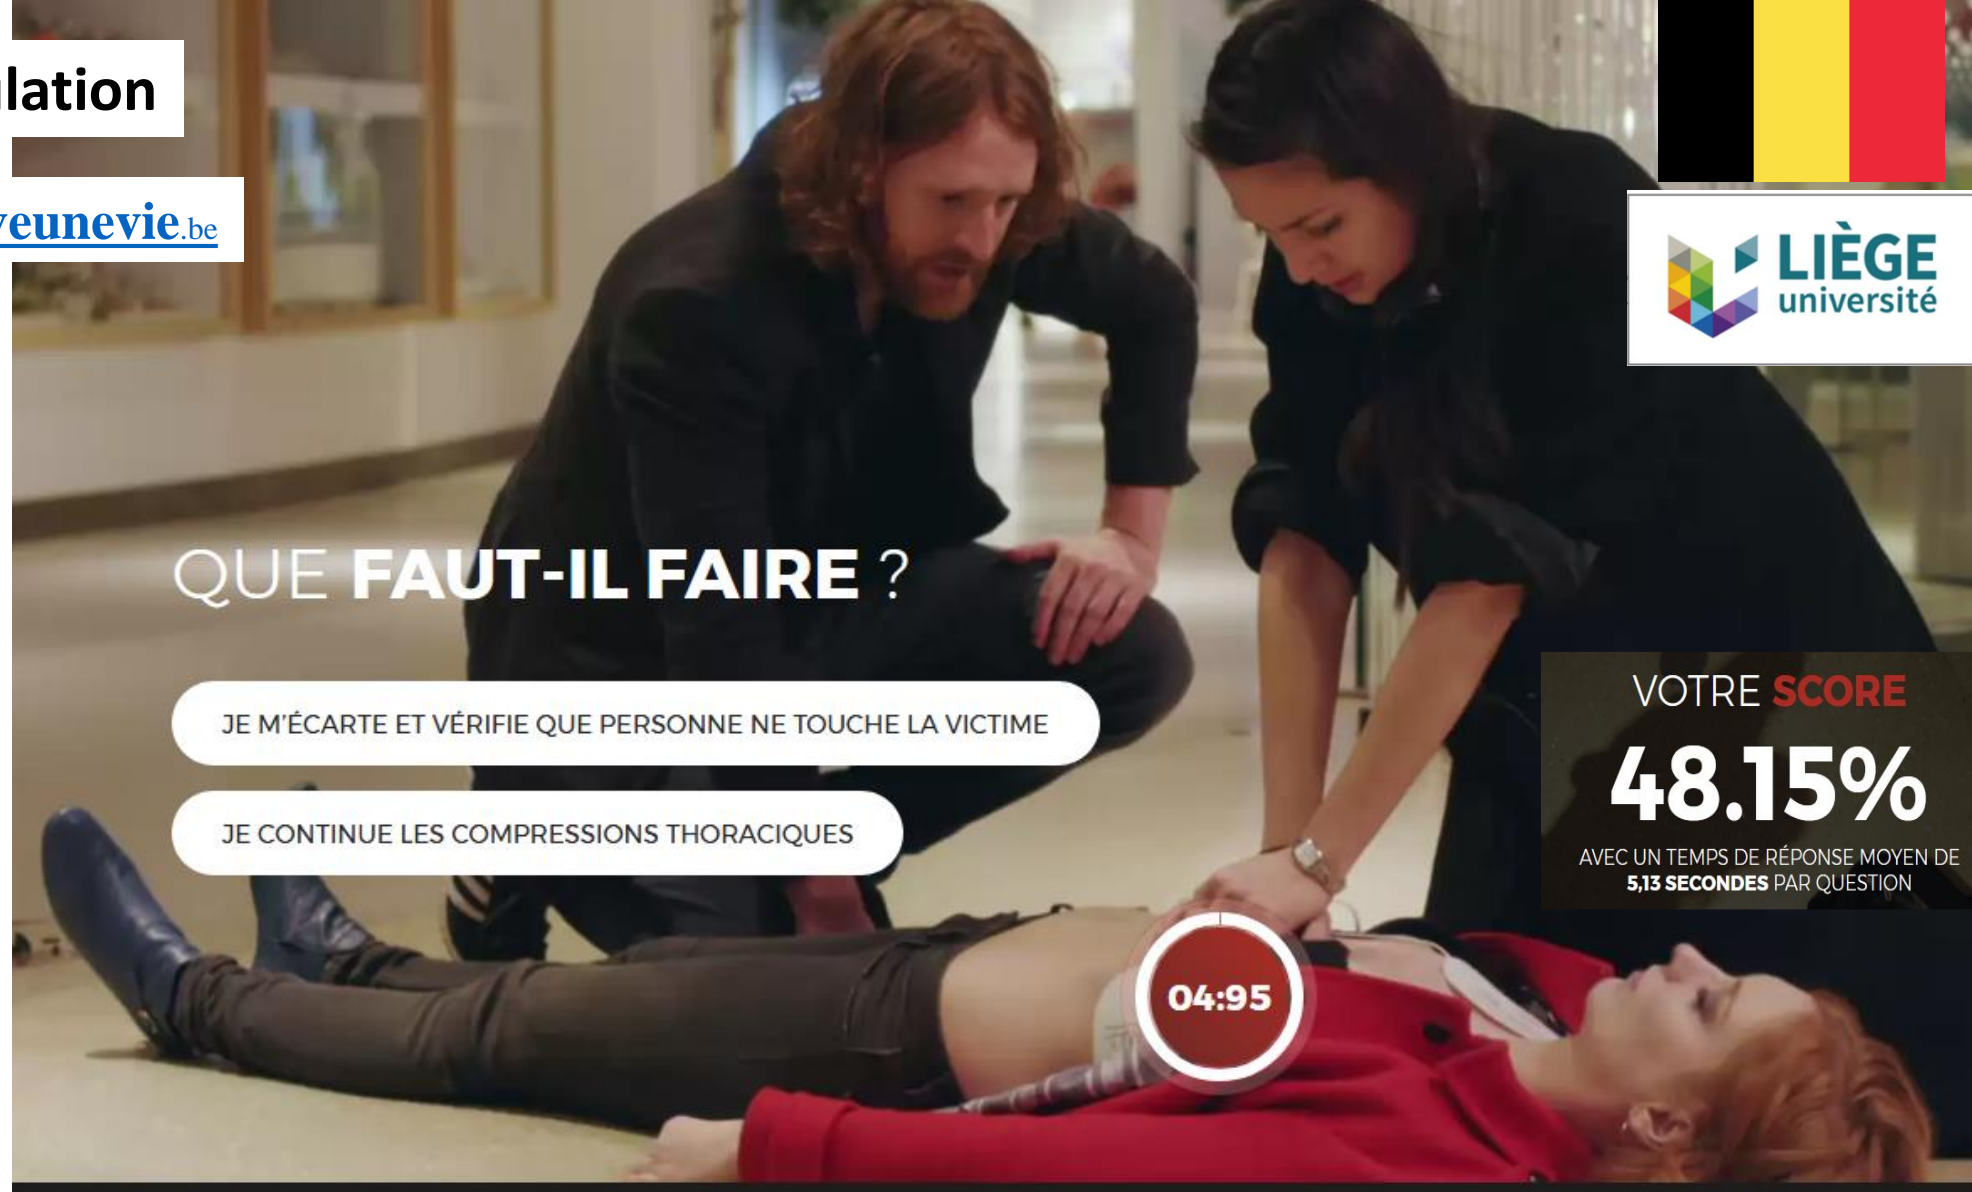 lation
eunevie.be
LIÈGE
université
QUE FAUT-IL FAIRE ?
JE M'ÉCARTE ET VÉRIFIE QUE PERSONNE NE TOUCHE LA VICTIME
JE CONTINUE LES COMPRESSIONS THORACIQUES
VOTRE SCORE
48.15%
AVEC UN TEMPS DE RÉPONSE MOYEN DE
5,13 SECONDES PAR QUESTION
04:95